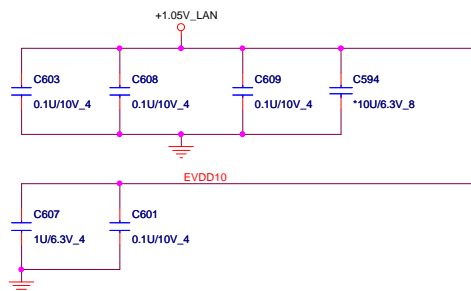 +1.05V_LAN
C603
0.1U/10V_4
C608
0.1U/10V_4
C609
0.1U/10V_4
C594
*10U/6.3V_8
EVDD10
C607
1U/6.3V_4
C601
0.1U/10V_4